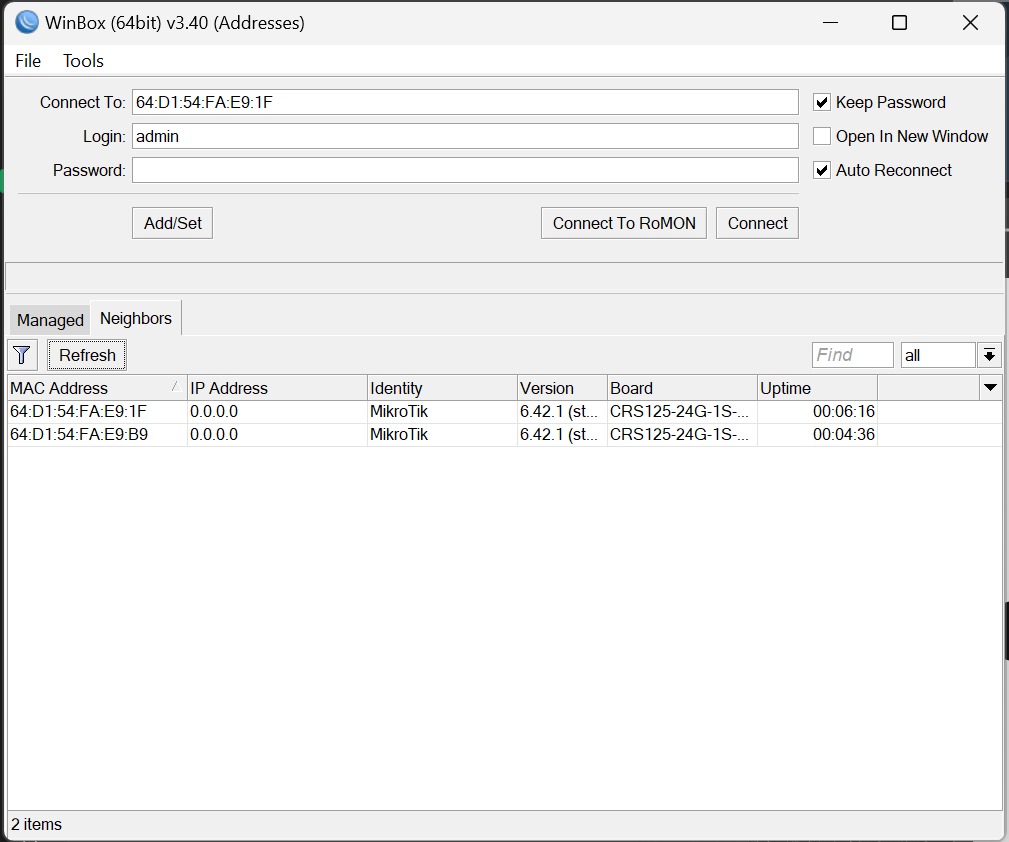 WinBox (64bit) v3.40 (Addresses)
File Tools
Connect To: 64:D1:54:FA:E9:1F Keep Password
Login: admin Open In New Window
Password: Auto Reconnect
Add/Set Connect To RoMON Connect
Managed Neighbors
Refresh Find all
MAC Address IP Address Identity Version Board Uptime
64:D1:54:FA:E9:1F 0.0.0.0 MikroTik 6.42.1 (st... CRS125-24G-1S-... 00:06:16
64:D1:54:FA:E9:B9 0.0.0.0 MikroTik 6.42.1 (st... CRS125-24G-1S-... 00:04:36
2 items